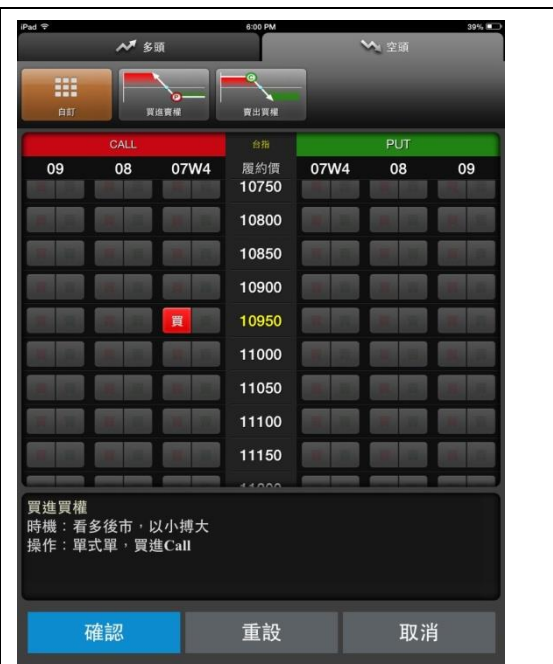 iPad 6:00 PM 39%
多頭 空頭
自訂 買進賣權 賣出買權
P C
CALL 台指 PUT
09 08 07W4 履約價 07W4 08 09
10750
10800
10850
10900
買 10950
11000
11050
11100
11150
買進買權
時機：看多後市，以小搏大
操作：單式單，買進Call
確認 重設 取消